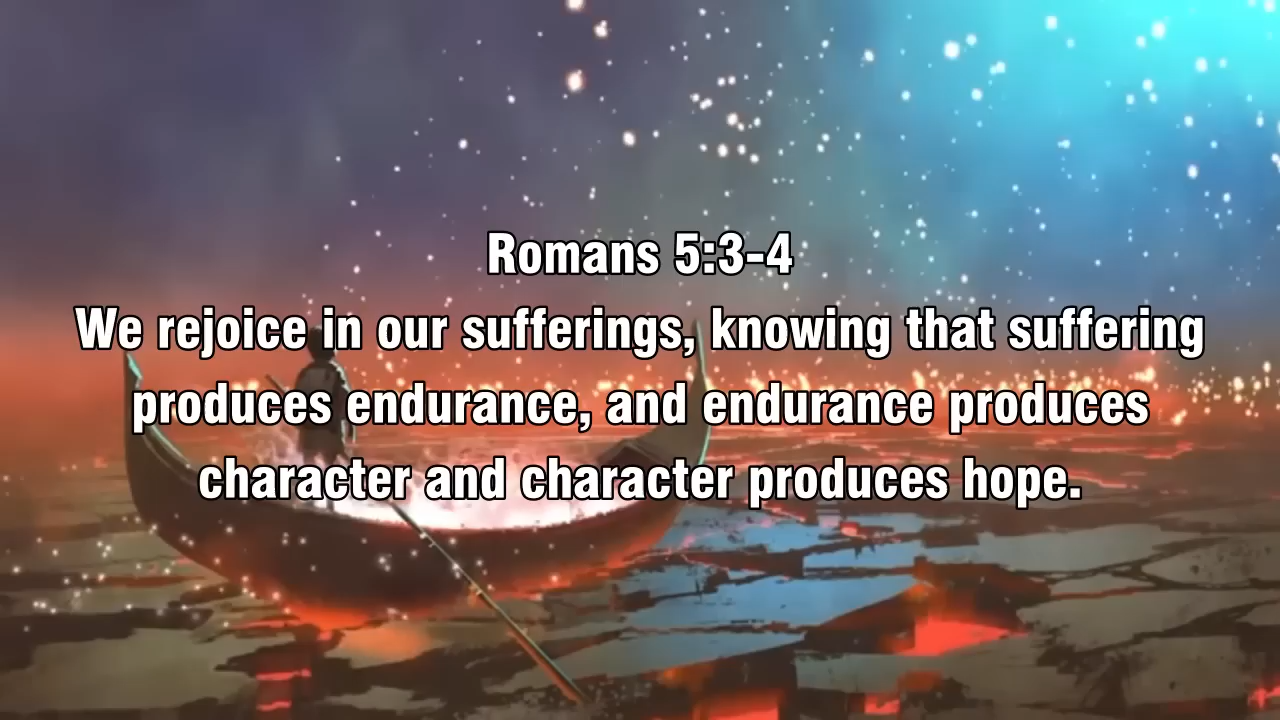 Romans 5:3-4
We rejoice in our sufferings, knowing that suffering
produces endurance, and endurance produces
character and character produces hope.